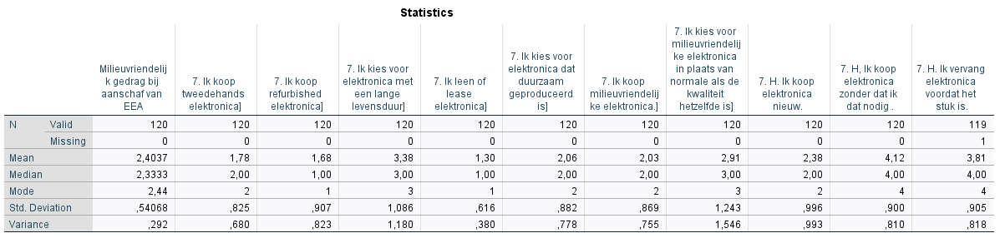 Statistics
Milieuvriendelij
k gedrag bij
aanschaf van
EEA
7. Ik koop
tweedehands
elektronica]
7. Ik koop
refurbished
elektronica]
7. Ik kies voor
elektronica met
een lange
levensduur]
7. Ik leen of
lease
elektronica]
7. Ik kies voor
elektronica dat
duurzaam
geproduceerd
is]
7. Ik koop
milieuvriendelij
ke elektronica.]
7. Ik kies voor
milieuvriendelij
ke elektronica
in plaats van
normale als de
kwaliteit
hetzelfde is]
7. H. Ik koop
elektronica
nieuw.
7. H, Ik koop
elektronica
zonder dat ik
dat nodig .
7. H. Ik vervang
elektronica
voordat het
stuk is.
N Valid 120 120 120 120 120 120 120 120 120 120 119
Missing 0 0 0 0 0 0 0 0 0 0 1
Mean 2,4037 1,78 1,68 3,38 1,30 2,06 2,03 2,91 2,38 4,12 3,81
Median 2,3333 2,00 1,00 3,00 1,00 2,00 2,00 3,00 2,00 4,00 4,00
Mode 2,44 2 1 3 1 2 2 3 2 4 4
Std. Deviation ,54068 ,825 ,907 1,086 ,616 ,882 ,869 1,243 ,996 ,900 ,905
Variance ,292 ,680 ,823 1,180 ,380 ,778 ,755 1,546 ,993 ,810 ,818